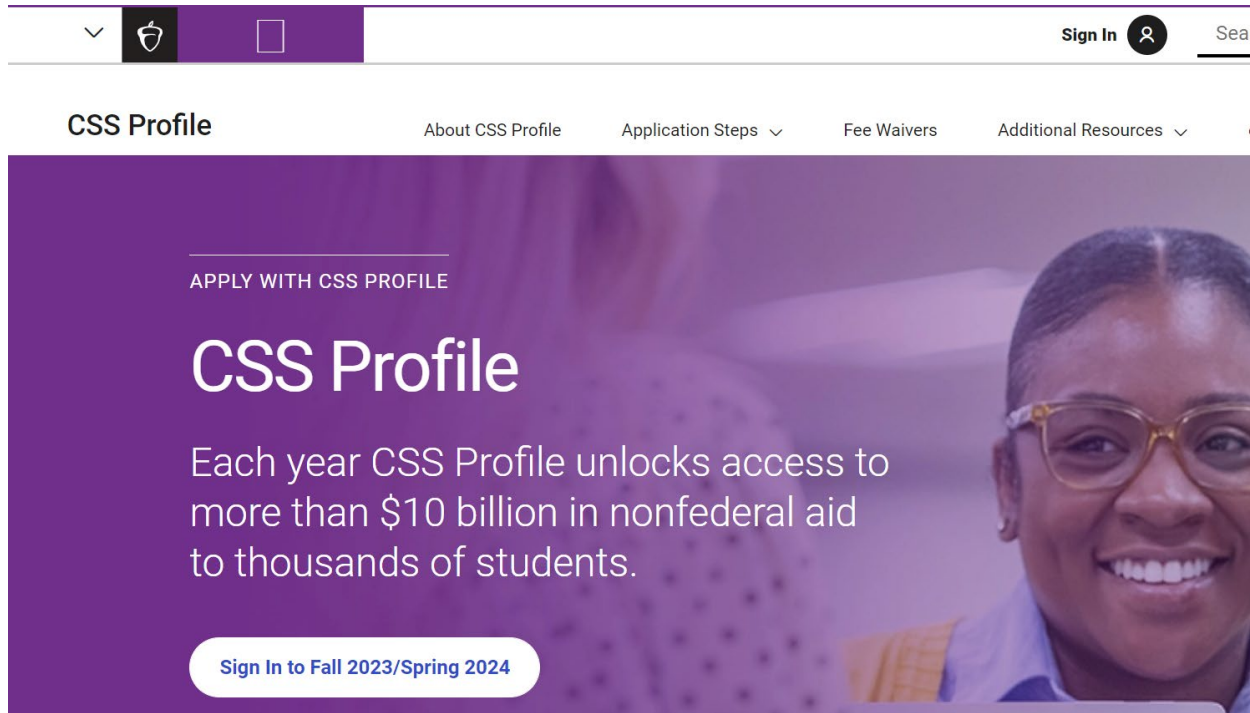 Sign In
CSS Profile
About CSS Profile
Application Steps
Fee Waivers
Additional Resources
APPLY WITH CSS PROFILE
CSS Profile
Each year CSS Profile unlocks access to
more than $10 billion in nonfederal aid
to thousands of students.
Sign In to Fall 2023/Spring 2024